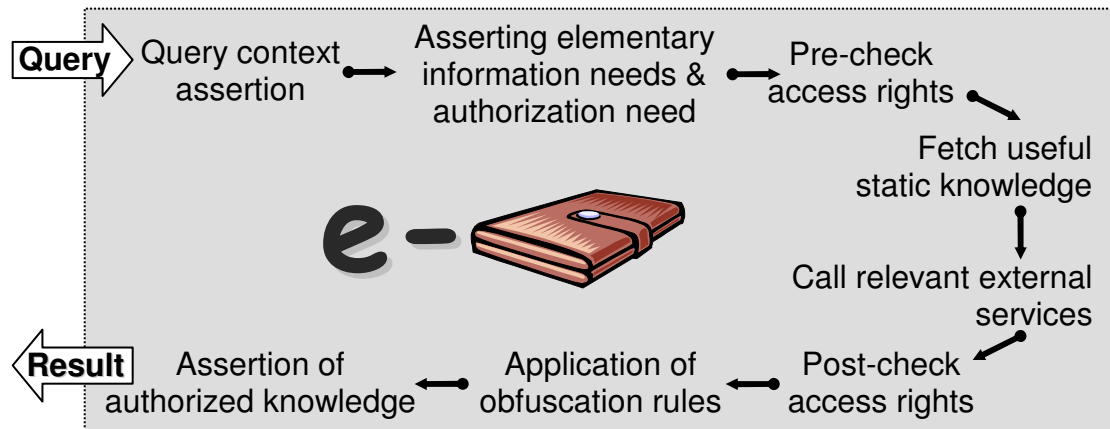 Query
Query context
assertion
Asserting elementary
information needs &
authorization need
Pre-check
access rights
Fetch useful
static knowledge
e-
Call relevant external
services
Post-check
access rights
Application of
obfuscation rules
Assertion of
authorized knowledge
Result